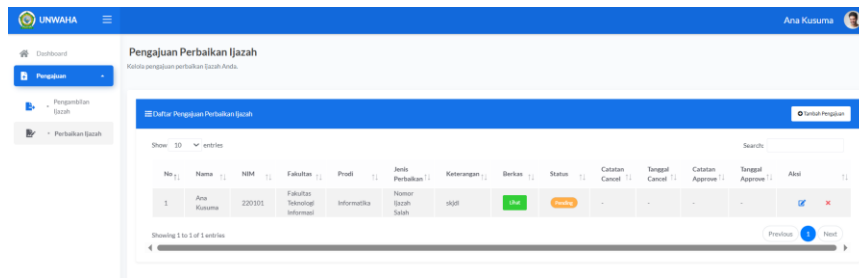 UNWAHA
Ana Kusuma
Dashboard
Pengajuan
Pengambilan
Ijazah
Perbaikan Ijazah
Pengajuan Perbaikan Ijazah
Kelola pengajuan perbaikan Ijazah Anda.
Daftar Pengajuan Perbaikan Ijazah
Tambah Pengajuan
Show 10 entries
Search:
No Nama NIM Fakultas Prodi Jenis Perbaikan Keterangan Berkas Status Catatan Cancel Tanggal Cancel Catatan Approve Tanggal Approve Aksi
1 Ana Kusuma 220101 Fakultas Teknologi Informasi Informatika Nomor Ijazah Salah skjdl Lihat Pending - - - -
Showing 1 to 1 of 1 entries
Previous 1 Next